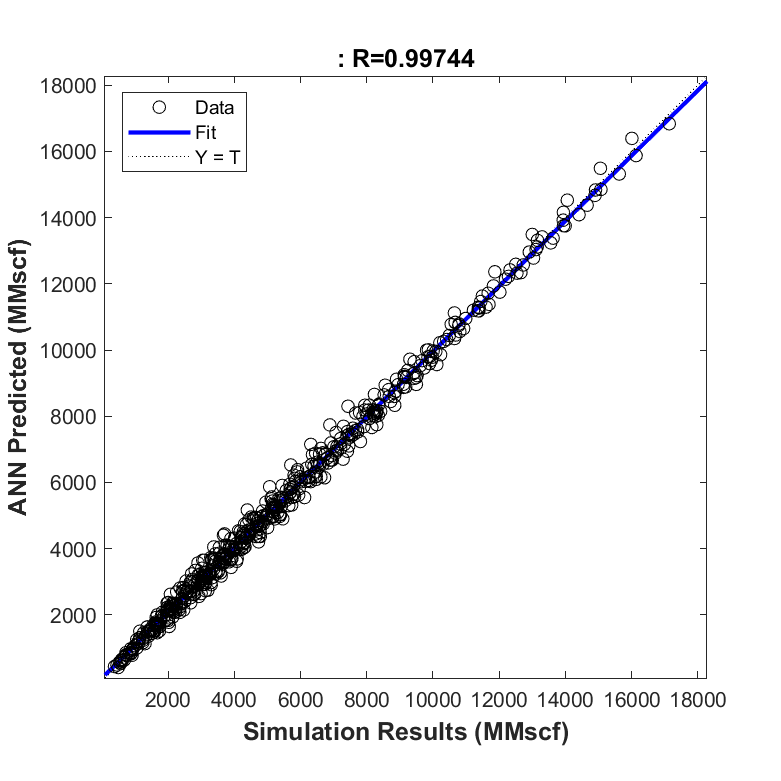 : R=0.99744
Data
Fit
Y = T
18000
16000
14000
12000
10000
8000
6000
4000
2000
ANN Predicted (MMscf)
2000 4000 6000 8000 10000 12000 14000 16000 18000
Simulation Results (MMscf)